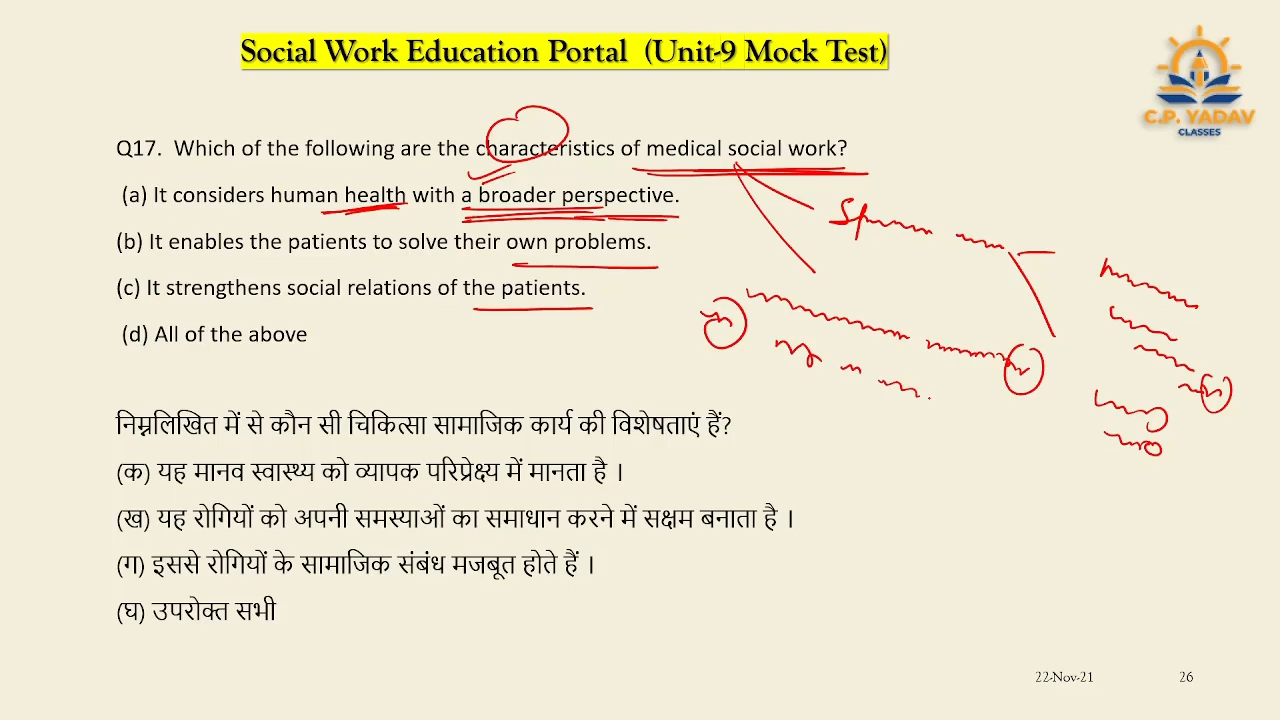 Social Work Education Portal (Unit-9 Mock Test)
C.P. YADAV
CLASSES
Q17. Which of the following are the characteristics of medical social work?
(a) It considers human health with a broader perspective.
(b) It enables the patients to solve their own problems.
(c) It strengthens social relations of the patients.
(d) All of the above
निम्नलिखित में से कौन सी चिकित्सा सामाजिक कार्य की विशेषताएं हैं?
(क) यह मानव स्वास्थ्य को व्यापक परिप्रेक्ष्य में मानता है ।
(ख) यह रोगियों को अपनी समस्याओं का समाधान करने में सक्षम बनाता है ।
(ग) इससे रोगियों के सामाजिक संबंध मजबूत होते हैं ।
(घ) उपरोक्त सभी
22-Nov-21
26